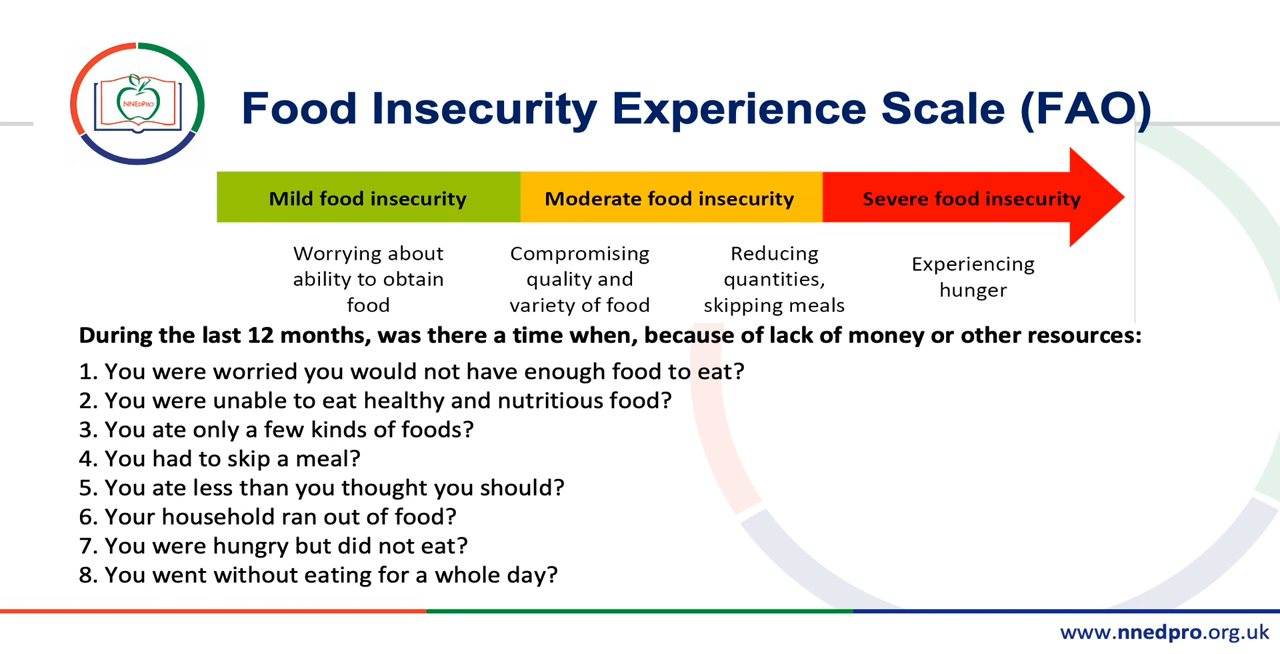 NNEdPro
Food Insecurity Experience Scale (FAO)
Mild food insecurity
Moderate food insecurity
Severe food insecurity
Worrying about
ability to obtain
food
Compromising
quality and
variety of food
Reducing
quantities,
skipping meals
Experiencing
hunger
During the last 12 months, was there a time when, because of lack of money or other resources:
1. You were worried you would not have enough food to eat?
2. You were unable to eat healthy and nutritious food?
3. You ate only a few kinds of foods?
4. You had to skip a meal?
5. You ate less than you thought you should?
6. Your household ran out of food?
7. You were hungry but did not eat?
8. You went without eating for a whole day?
www.nnedpro.org.uk